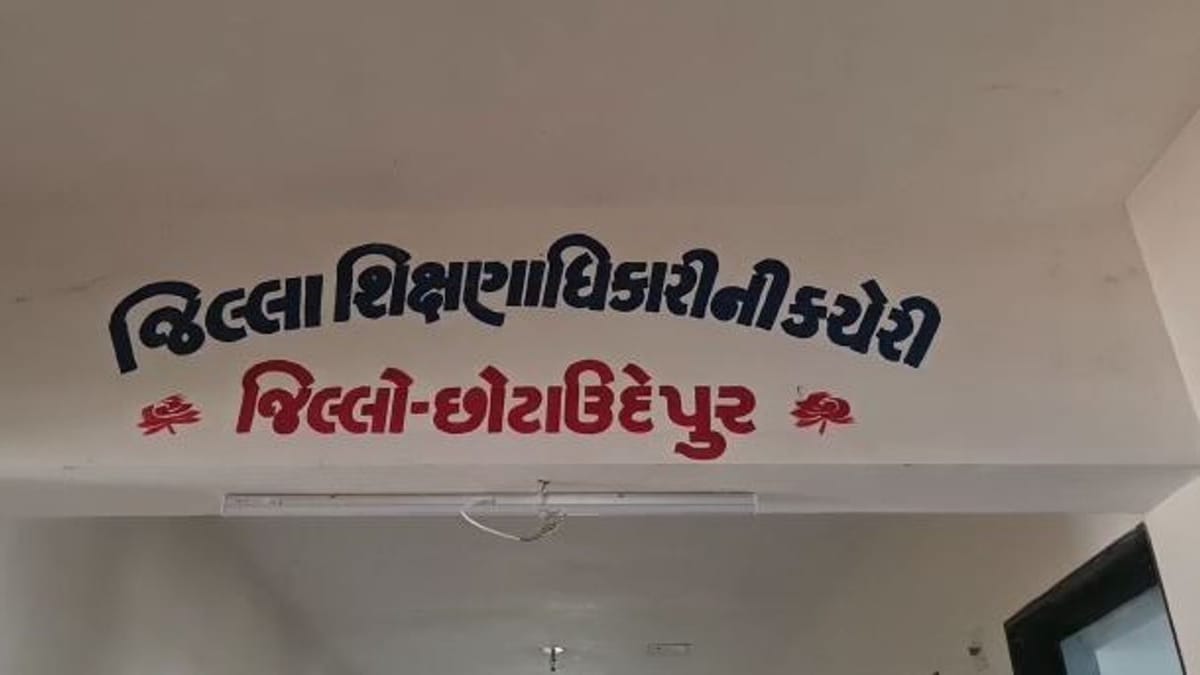 જિલ્લા શિક્ષણાધિકારીની કચેરી
જિલ્લો-છોટાઉદેપુર